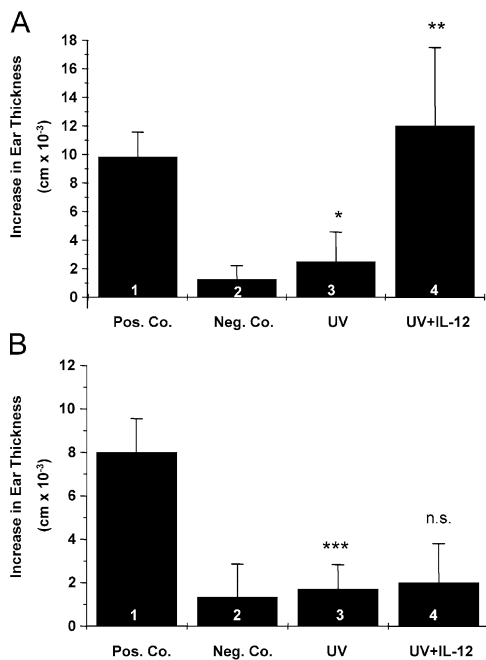 A
Increase in Ear Thickness
(cm x 10-3)
18
16
14
12
10
8
6
4
2
0
*
**
1
2
3
4
Pos. Co.
Neg. Co.
UV
UV+IL-12
B
Increase in Ear Thickness
(cm x 10-3)
12
10
8
6
4
2
0
***
n.s.
1
2
3
4
Pos. Co.
Neg. Co.
UV
UV+IL-12